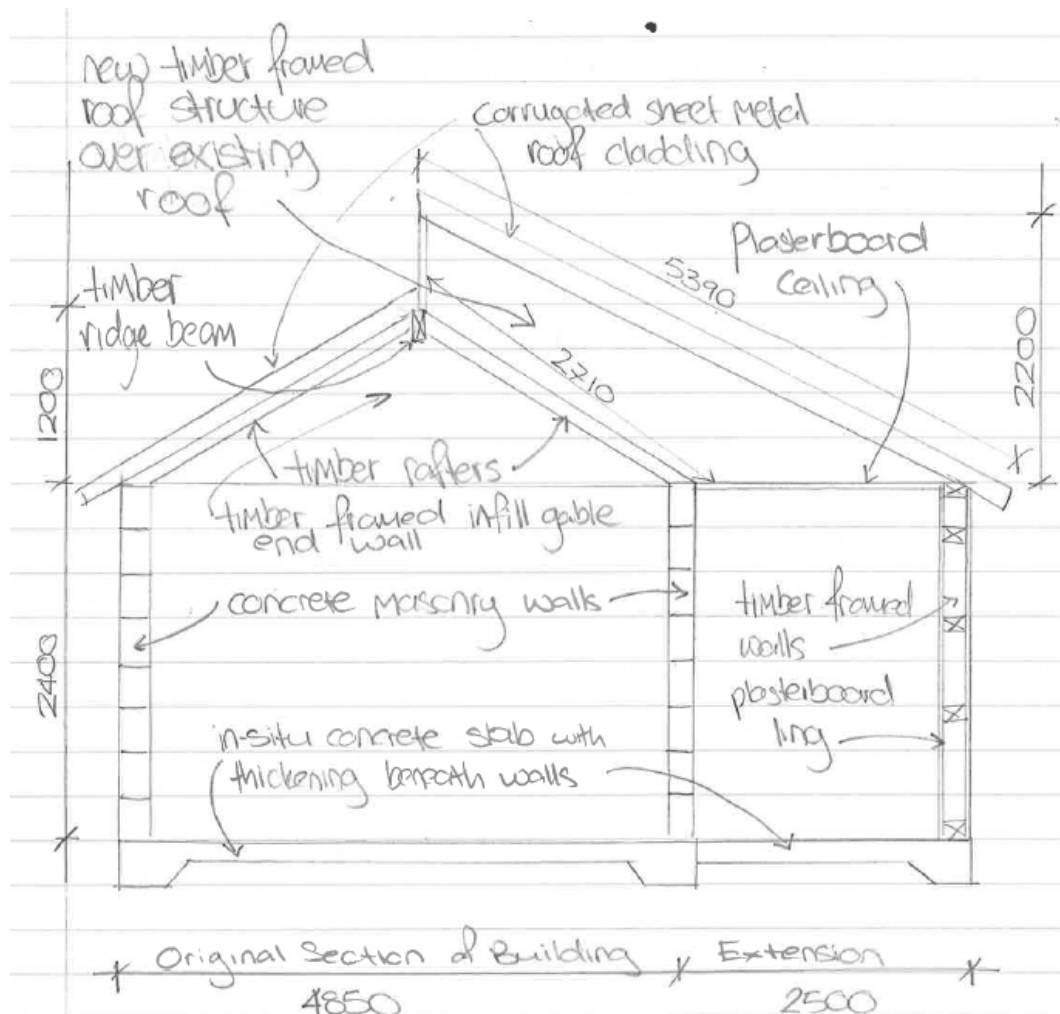 new timber framed
roof structure
over existing
roof
corrugated sheet metal
roof cladding
Plasterboard
Ceiling
5390
timber
ridge beam
2710
2200
1200
timber rafters
timber framed infill gable
end wall
concrete masonry walls
timber framed
walls
plasterboard
ling
2400
in-situ concrete slab with
thickening beneath walls
Original Section of Building
Extension
4850
2500